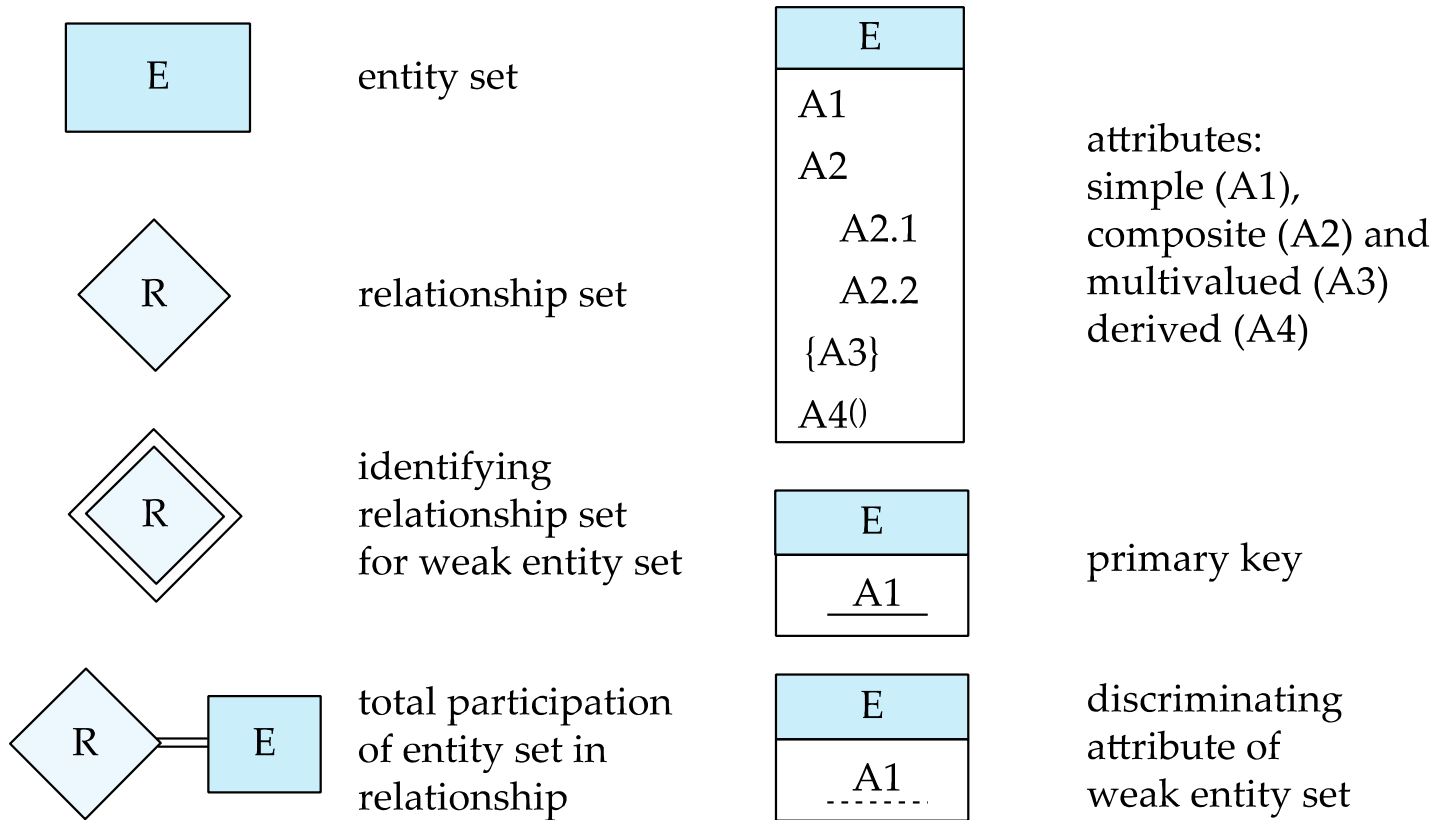 E
entity set
R
relationship set
R
identifying
relationship set
for weak entity set
R
E
total participation
of entity set in
relationship
E
A1
A2
A2.1
A2.2
{A3}
A4()
attributes:
simple (A1),
composite (A2) and
multivalued (A3)
derived (A4)
E
A1
primary key
E
A1
discriminating
attribute of
weak entity set